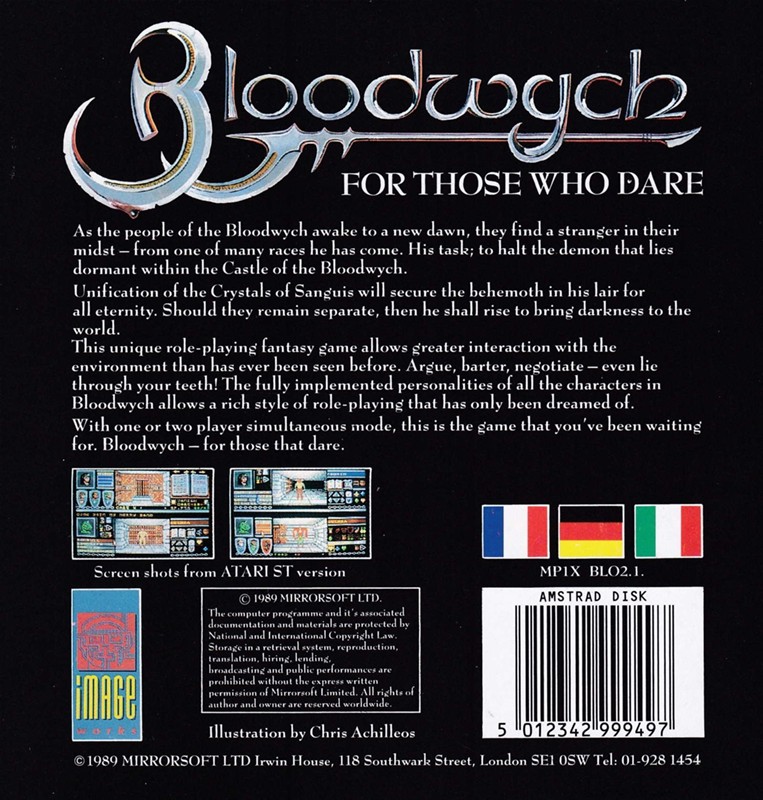 Bloodwych
FOR THOSE WHO DARE
As the people of the Bloodwych awake to a new dawn, they find a stranger in their
midst – from one of many races he has come. His task; to halt the demon that lies
dormant within the Castle of the Bloodwych.
Unification of the Crystals of Sanguis will secure the behemoth in his lair for
all eternity. Should they remain separate, then he shall rise to bring darkness to the
world.
This unique role-playing fantasy game allows greater interaction with the
environment than has ever been seen before. Argue, barter, negotiate – even lie
through your teeth! The fully implemented personalities of all the characters in
Bloodwych allows a rich style of role-playing that has only been dreamed of.
With one or two player simultaneous mode, this is the game that you've been waiting
for. Bloodwych – for those that dare.
Screen shots from ATARI ST version
MP1X BLO2.1.
AMSTRAD DISK
5 012342 999497
© 1989 MIRRORSOFT LTD.
The computer programme and it's associated
documentation and materials are protected by
National and International Copyright Law.
Storage in a retrieval system, reproduction,
translation, hiring, lending,
broadcasting and public performances are
prohibited without the express written
permission of Mirrorsoft Limited. All rights of
author and owner are reserved worldwide.
iMAGE
works
Illustration by Chris Achilleos
© 1989 MIRRORSOFT LTD Irwin House, 118 Southwark Street, London SE1 0SW Tel: 01-928 1454